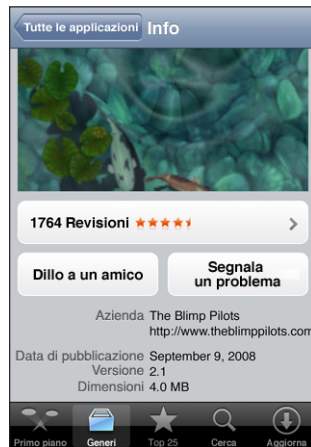 Tutte le applicazioni
Info
1764 Revisioni
Dillo a un amico
Segnala
un problema
Azienda The Blimp Pilots
http://www.theblimppilots.com
Data di pubblicazione September 9, 2008
Versione 2.1
Dimensioni 4.0 MB
Primo piano Generi Top 25 Cerca Aggiorna